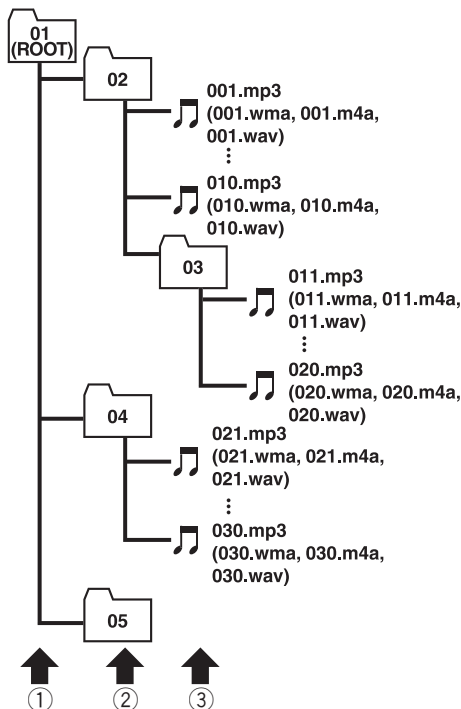 01
(ROOT)
02
001.mp3
(001.wma, 001.m4a,
001.wav)
010.mp3
(010.wma, 010.m4a,
010.wav)
03
011.mp3
(011.wma, 011.m4a,
011.wav)
020.mp3
(020.wma, 020.m4a,
020.wav)
04
021.mp3
(021.wma, 021.m4a,
021.wav)
030.mp3
(030.wma, 030.m4a,
030.wav)
05
① ② ③